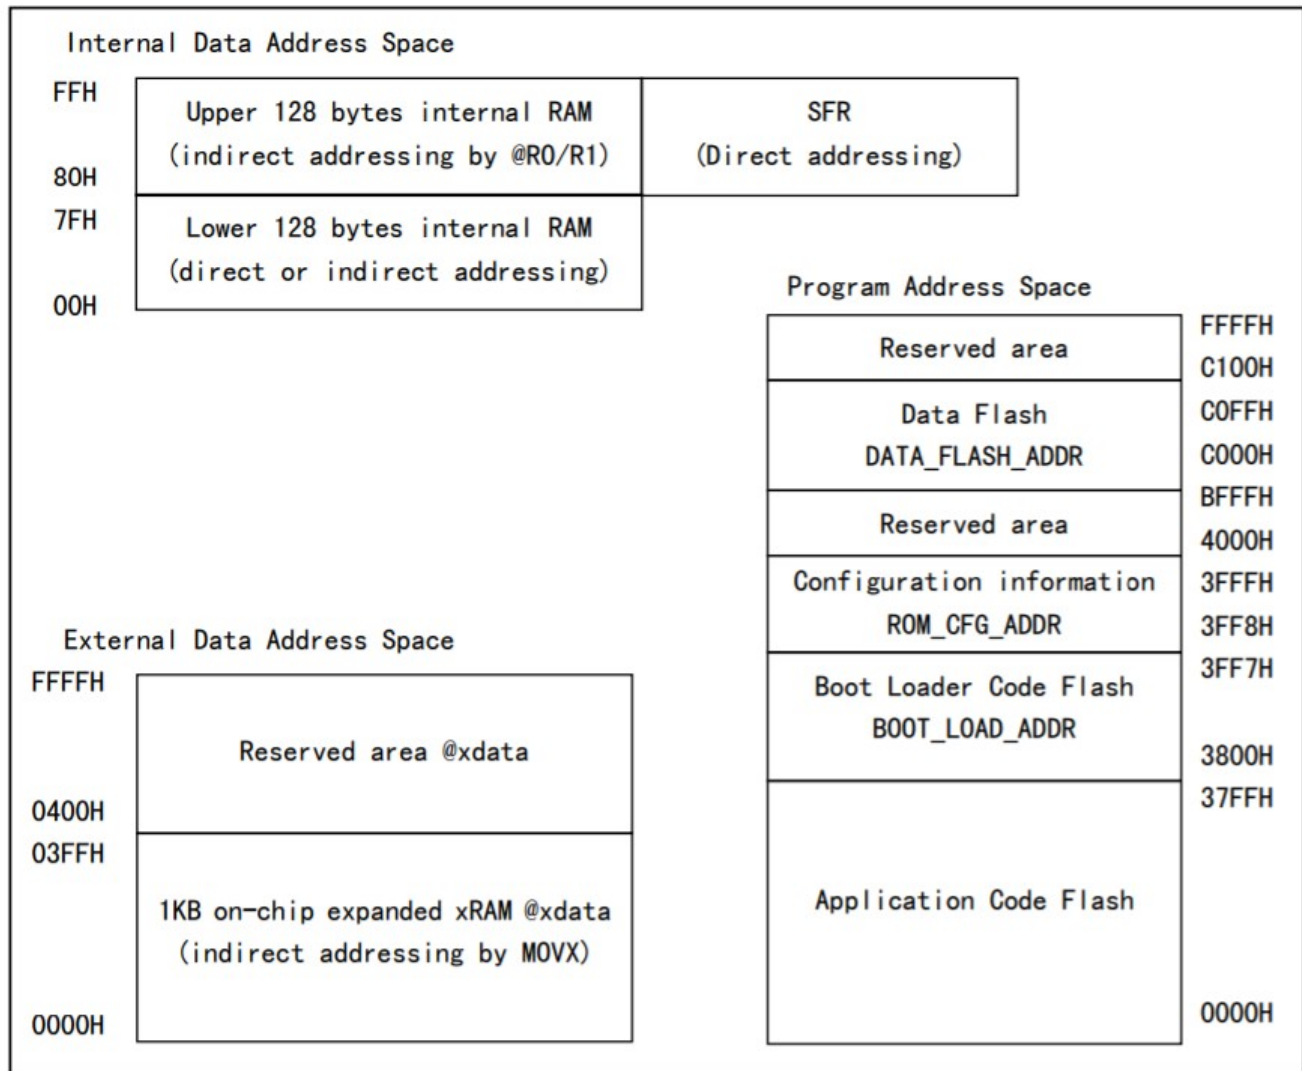 Internal Data Address Space
FFH
Upper 128 bytes internal RAM
(indirect addressing by @R0/R1)
80H
SFR
(Direct addressing)
7FH
Lower 128 bytes internal RAM
(direct or indirect addressing)
00H
Program Address Space
Reserved area
FFFFH
C100H
Data Flash
DATA_FLASH_ADDR
C0FFH
C000H
Reserved area
BFFFH
4000H
Configuration information
ROM_CFG_ADDR
3FFFH
3FF8H
Boot Loader Code Flash
BOOT_LOAD_ADDR
3FF7H
3800H
Application Code Flash
37FFH
0000H
External Data Address Space
FFFFH
Reserved area @xdata
0400H
03FFH
1KB on-chip expanded xRAM @xdata
(indirect addressing by MOVX)
0000H